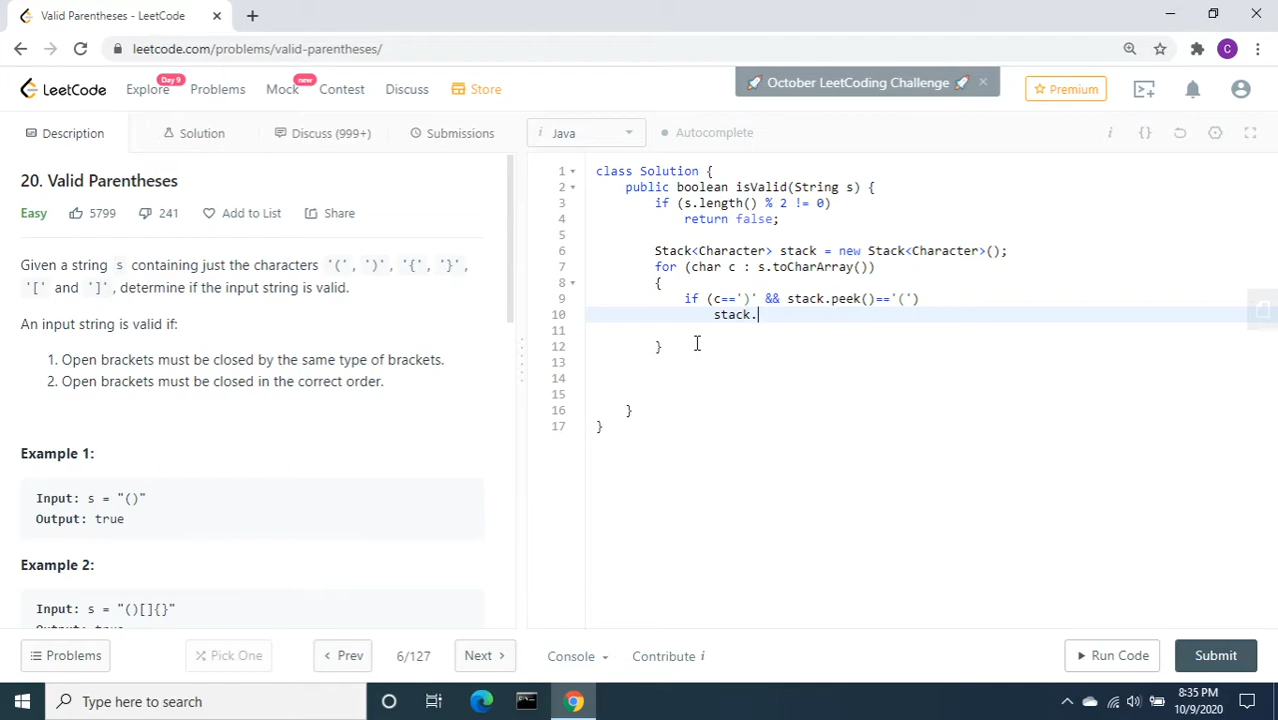 Valid Parentheses - LeetCode
leetcode.com/problems/valid-parentheses/
C
LeetCode
Explore
Day 9
Problems
Mock
new
Contest
Discuss
Store
🚀 October LeetCoding Challenge 🚀
Premium
Description
Solution
Discuss (999+)
Submissions
i Java
Autocomplete
i {}
20. Valid Parentheses
Easy 5799 241 Add to List Share
Given a string s containing just the characters '(', ')', '{', '}',
'[' and ']', determine if the input string is valid.
An input string is valid if:
1. Open brackets must be closed by the same type of brackets.
2. Open brackets must be closed in the correct order.
Example 1:
Input: s = "()"
Output: true
Example 2:
Input: s = "()[]{}"
1 class Solution {
2 public boolean isValid(String s) {
3 if (s.length() % 2 != 0)
4 return false;
5
6 Stack<Character> stack = new Stack<Character>();
7 for (char c : s.toCharArray())
8 {
9 if (c==')' && stack.peek()=='(')
10 stack.
11
12 }
13
14
15
16 }
17 }
Problems
Pick One
Prev
6/127
Next
Console
Contribute i
Run Code
Submit
Type here to search
8:35 PM
10/9/2020